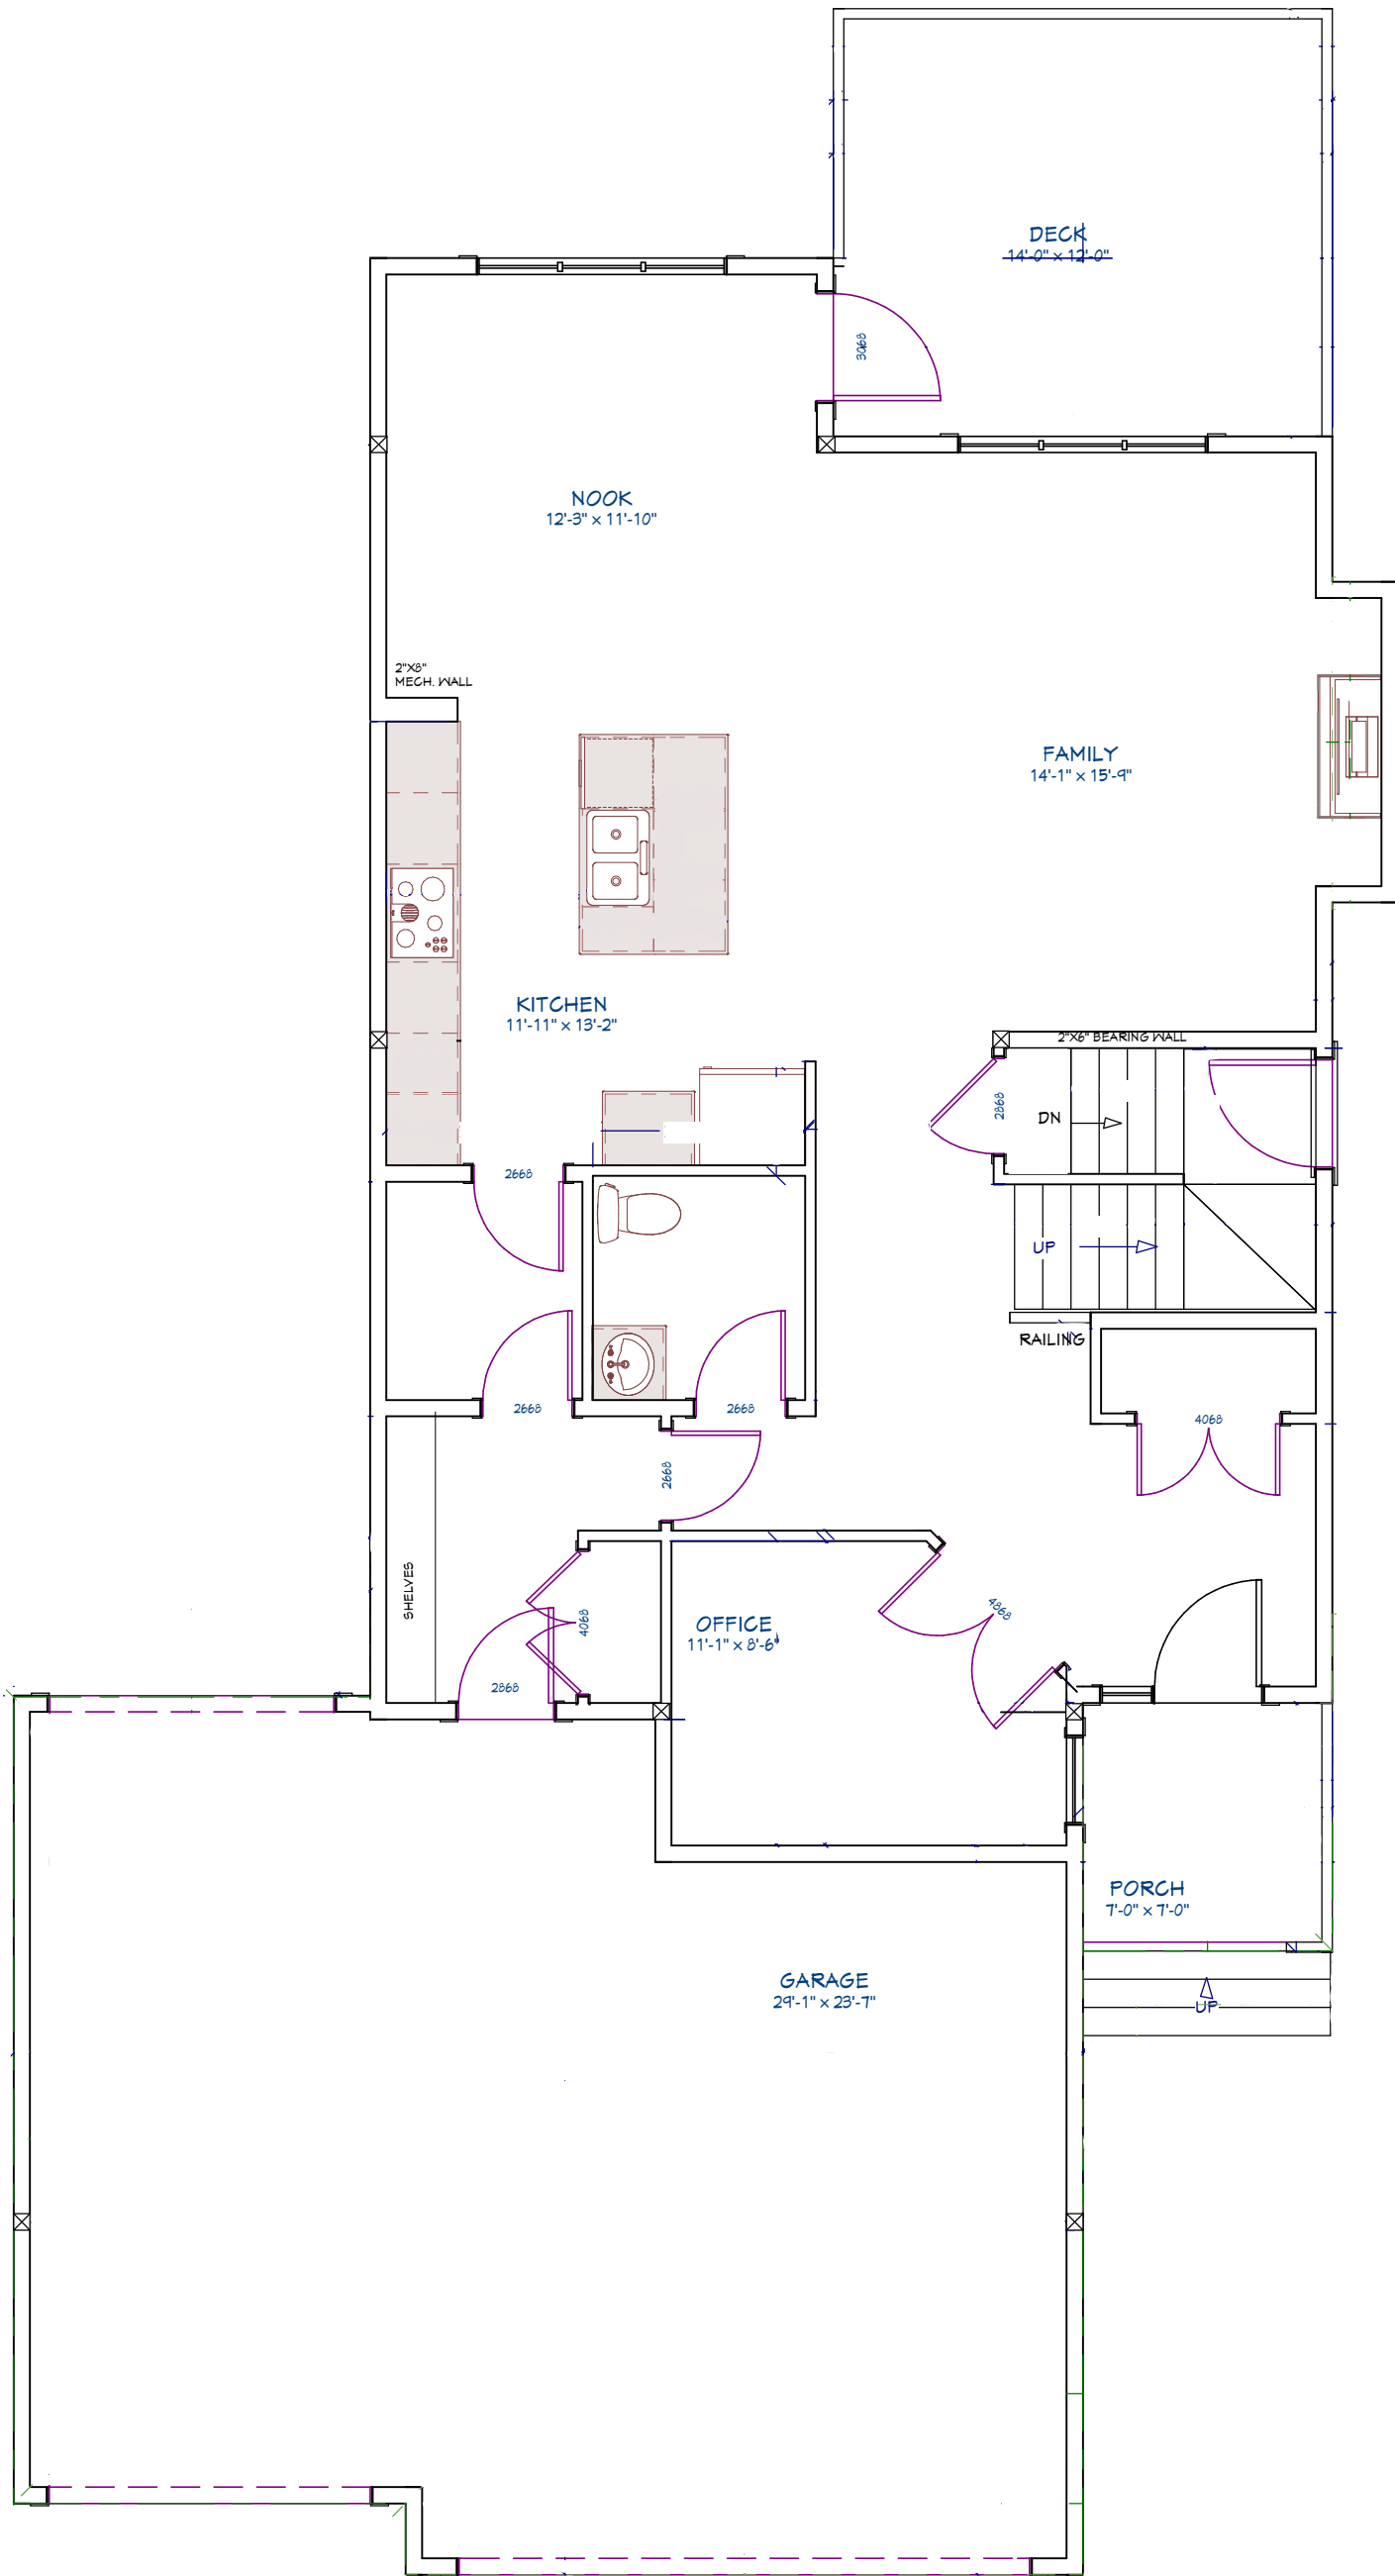 DECK
14'-0" x 12'-0"
3068
NOOK
12'-3" x 11'-10"
2"X8"
MECH. WALL
FAMILY
14'-1" x 15'-9"
KITCHEN
11'-11" x 13'-2"
2"X6" BEARING WALL
2868
DN
2668
UP
RAILING
2668
2668
4068
2668
SHELVES
4068
OFFICE
11'-1" x 8'-6"
4868
2868
PORCH
7'-0" x 7'-0"
GARAGE
29'-1" x 23'-7"
UP